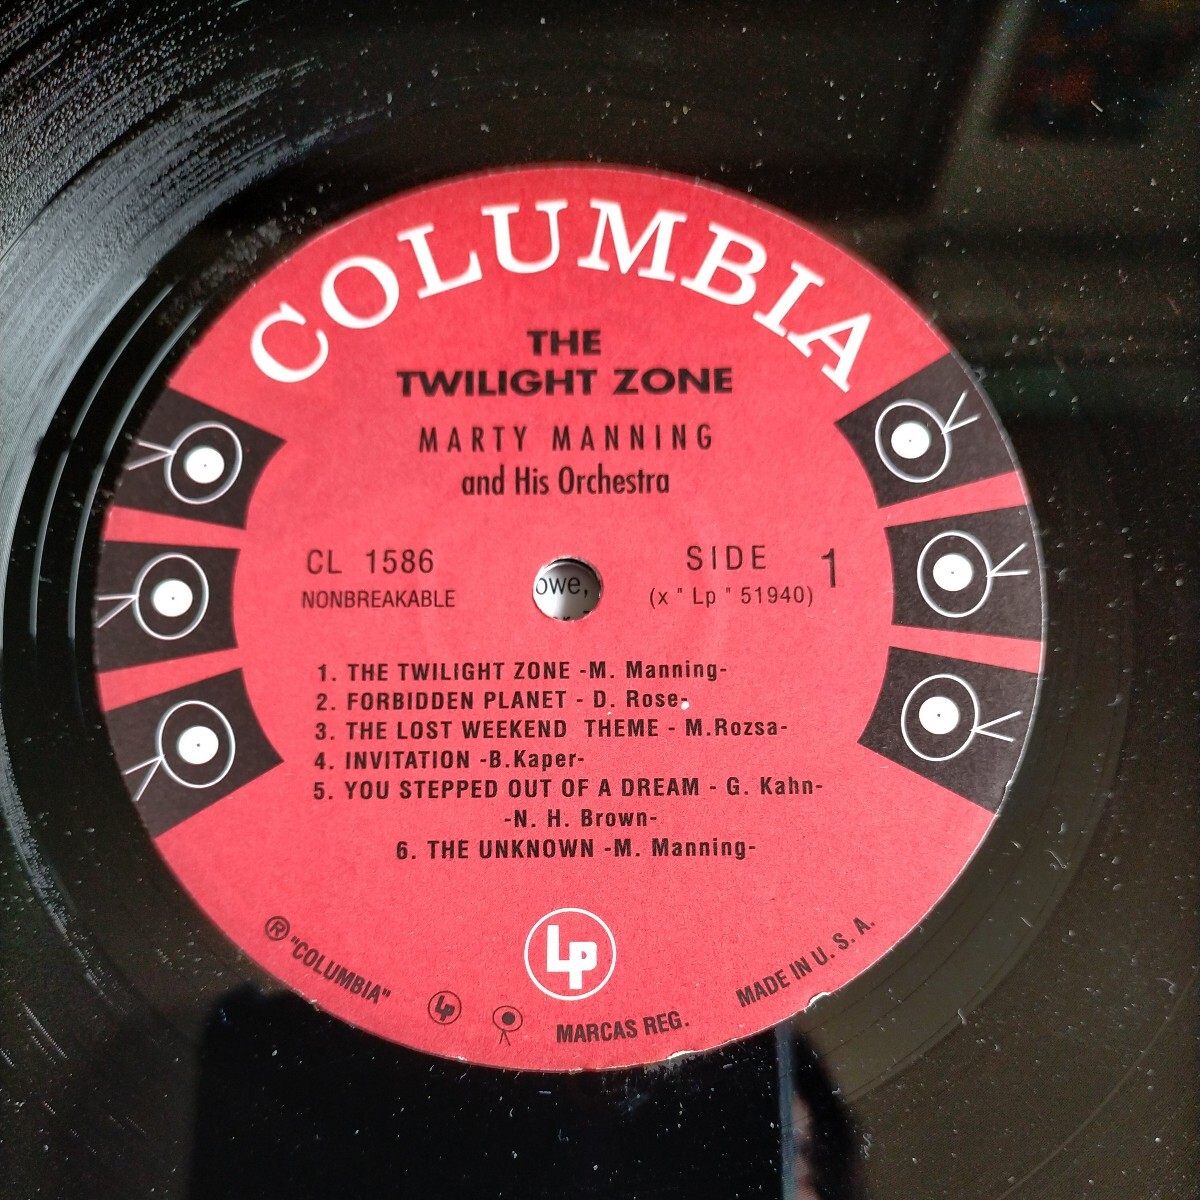 COLUMBIA
THE
TWILIGHT ZONE
MARTY MANNING
and His Orchestra
CL 1586
NONBREAKABLE
owe,
SIDE 1
(x " Lp " 51940)
1. THE TWILIGHT ZONE -M. Manning-
2. FORBIDDEN PLANET - D. Rose-
3. THE LOST WEEKEND THEME - M.Rozsa-
4. INVITATION -B.Kaper-
5. YOU STEPPED OUT OF A DREAM - G. Kahn-
-N. H. Brown-
6. THE UNKNOWN -M. Manning-
LP
® "COLUMBIA" LP MARCAS REG. MADE IN U. S. A.